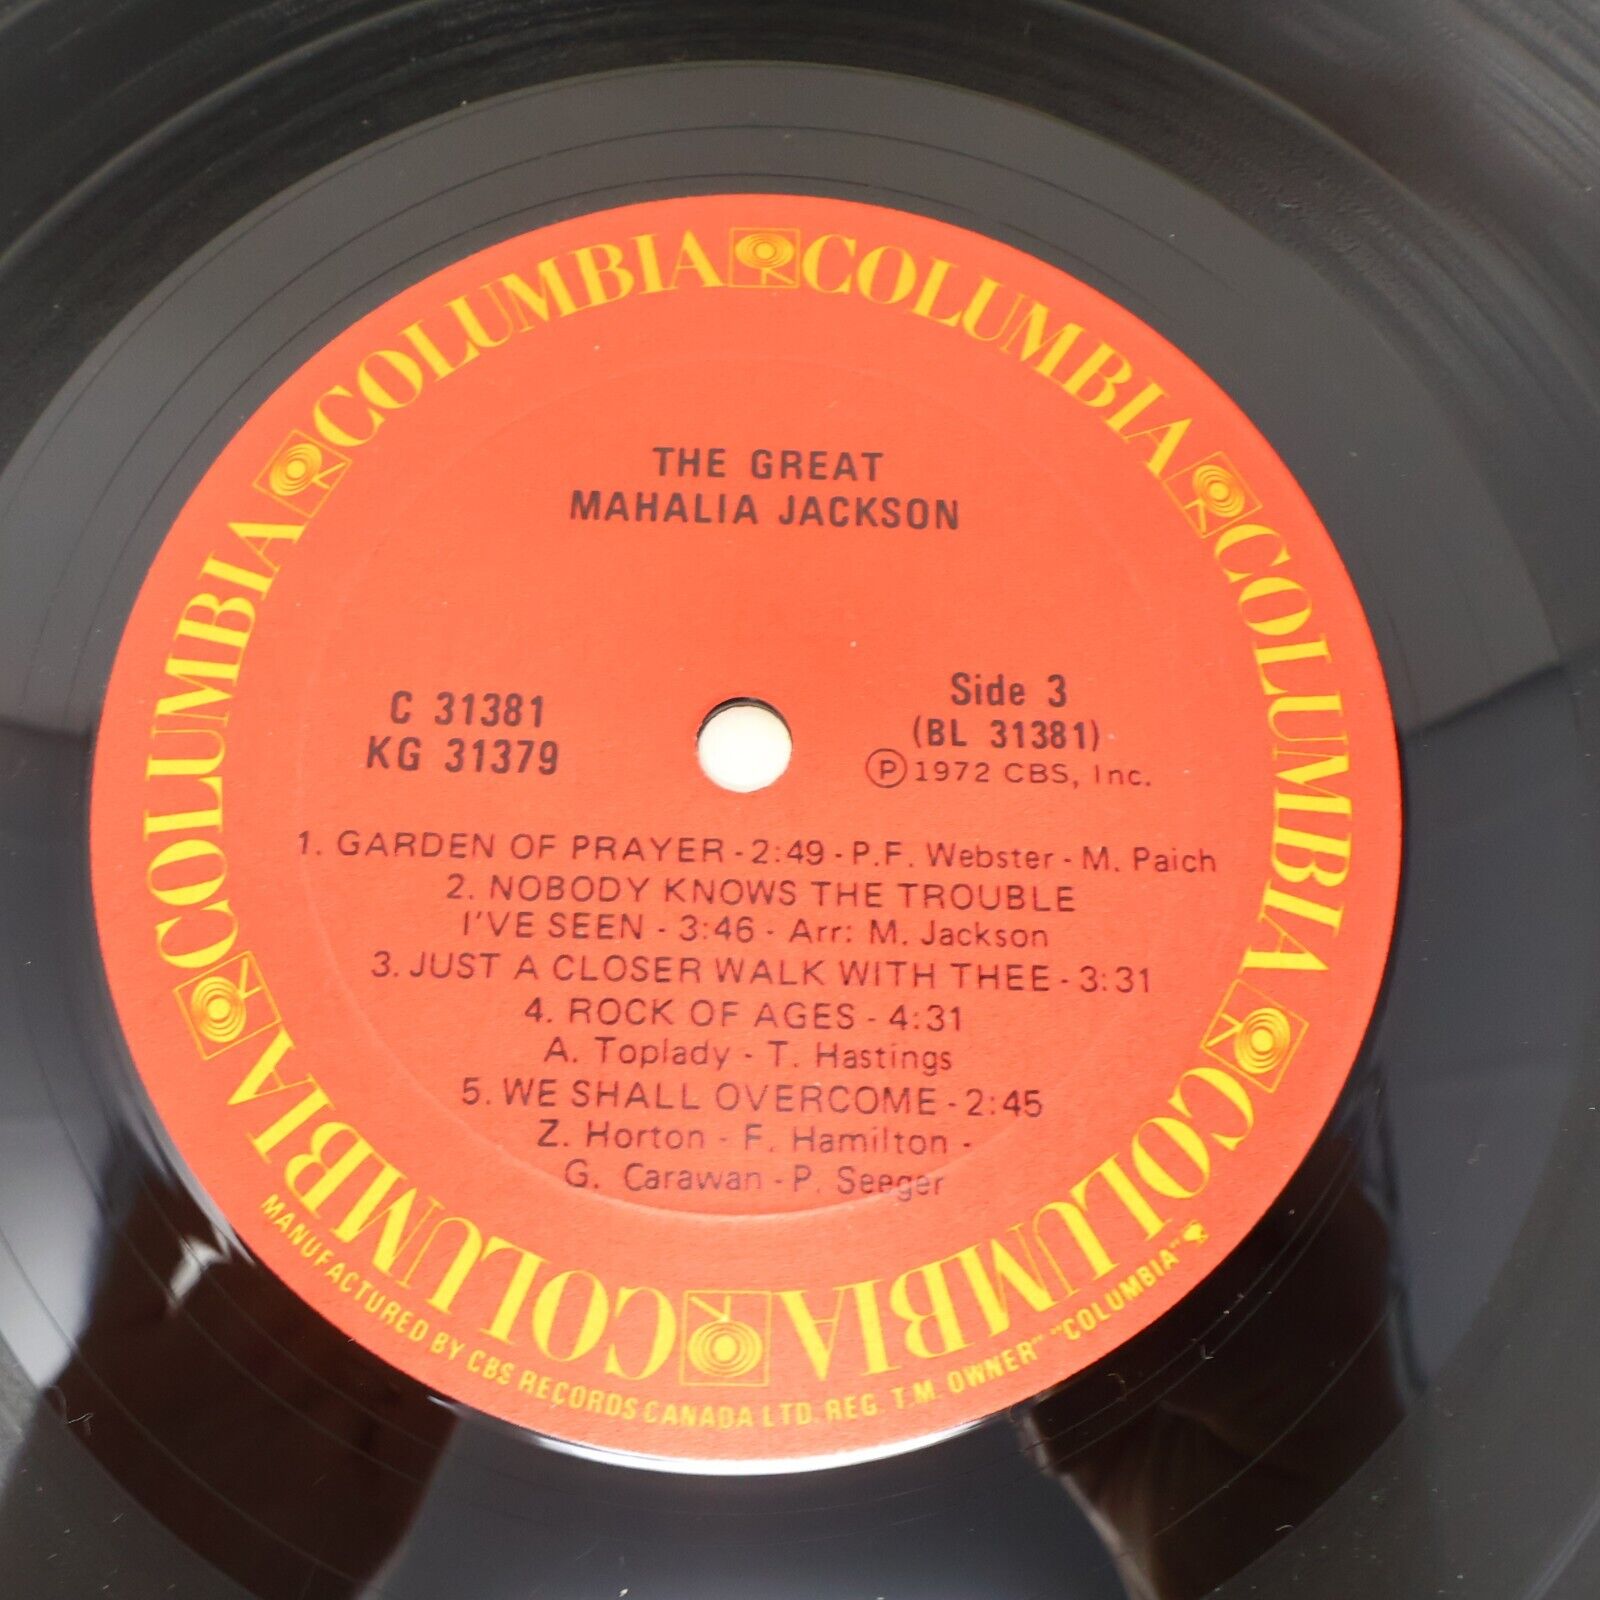 COLUMBIA COLUMBIA COLUMBIA COLUMBIA COLUMBIA COLUMBIA
THE GREAT
MAHALIA JACKSON
C 31381
KG 31379
Side 3
(BL 31381)
Ⓟ 1972 CBS, Inc.
1. GARDEN OF PRAYER - 2:49 - P.F. Webster - M. Paich
2. NOBODY KNOWS THE TROUBLE
I'VE SEEN - 3:46 - Arr: M. Jackson
3. JUST A CLOSER WALK WITH THEE - 3:31
4. ROCK OF AGES - 4:31
A. Toplady - T. Hastings
5. WE SHALL OVERCOME - 2:45
Z. Horton - F. Hamilton -
G. Carawan - P. Seeger
MANUFACTURED BY CBS RECORDS CANADA LTD. REG. T.M. OWNER" "COLUMBIA"